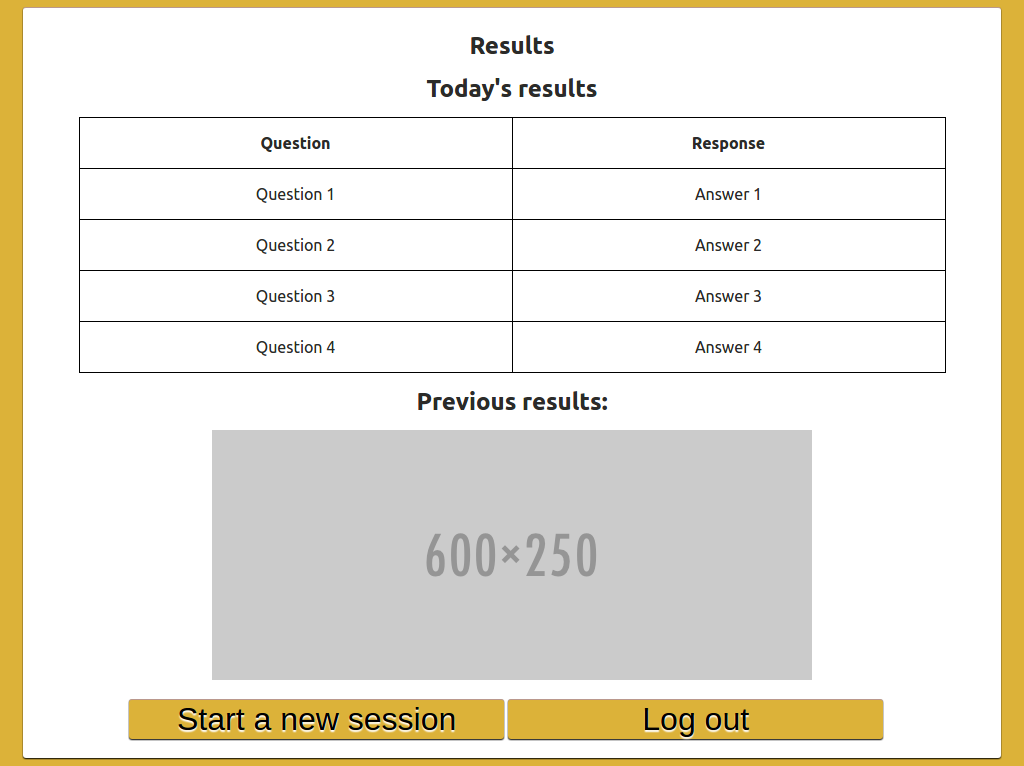 Results
Today's results
Question Response
Question 1 Answer 1
Question 2 Answer 2
Question 3 Answer 3
Question 4 Answer 4
Previous results:
600×250
Start a new session Log out